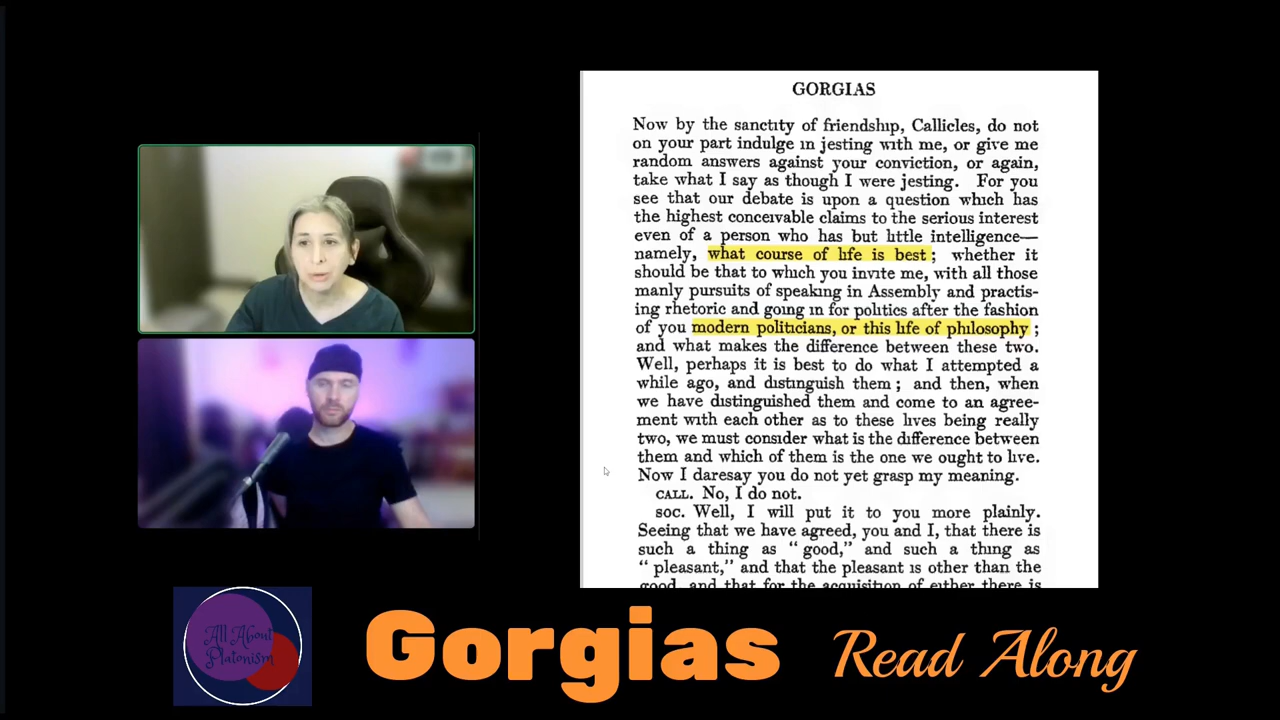 GORGIAS
Now by the sanctity of friendship, Callicles, do not
on your part indulge in jesting with me, or give me
random answers against your conviction, or again,
take what I say as though I were jesting. For you
see that our debate is upon a question which has
the highest conceivable claims to the serious interest
even of a person who has but little intelligence—
namely, what course of life is best; whether it
should be that to which you invite me, with all those
manly pursuits of speaking in Assembly and practis-
ing rhetoric and going in for politics after the fashion
of you modern politicians, or this life of philosophy;
and what makes the difference between these two.
Well, perhaps it is best to do what I attempted a
while ago, and distinguish them; and then, when
we have distinguished them and come to an agree-
ment with each other as to these lives being really
two, we must consider what is the difference between
them and which of them is the one we ought to live.
Now I daresay you do not yet grasp my meaning.
CALL. No, I do not.
SOC. Well, I will put it to you more plainly.
Seeing that we have agreed, you and I, that there is
such a thing as “good,” and such a thing as
“pleasant,” and that the pleasant is other than the
good, and that for the acquisition of either there is
All About
Platonism
Gorgias Read Along